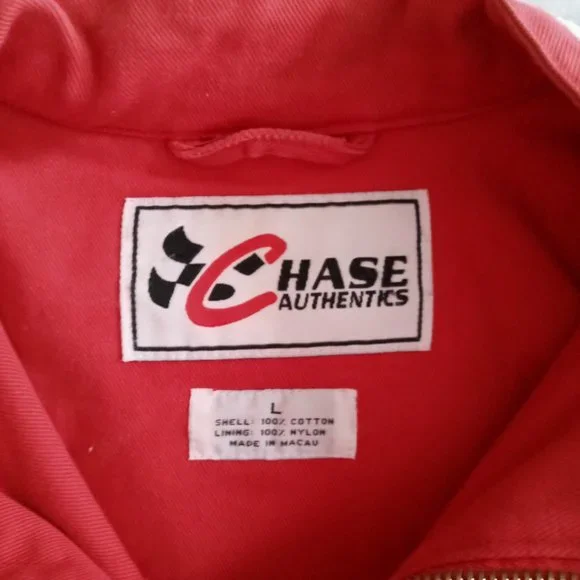 CHASE
AUTHENTICS
L
SHELL: 100% COTTON
LINING: 100% NYLON
MADE IN MACAU